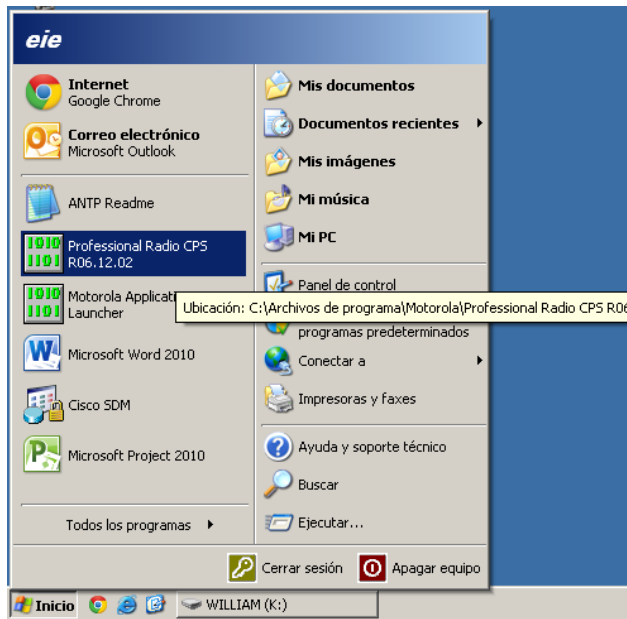 eie
Internet
Google Chrome
Correo electrónico
Microsoft Outlook
ANTP Readme
Professional Radio CPS
R06.12.02
Motorola Applicati
Launcher
Microsoft Word 2010
Cisco SDM
Microsoft Project 2010
Todos los programas
Mis documentos
Documentos recientes
Mis imágenes
Mi música
Mi PC
Panel de control
Ubicación: C:\Archivos de programa\Motorola\Professional Radio CPS R06
programas predeterminados
Conectar a
Impresoras y faxes
Ayuda y soporte técnico
Buscar
Ejecutar...
Cerrar sesión
Apagar equipo
Inicio
WILLIAM (K:)